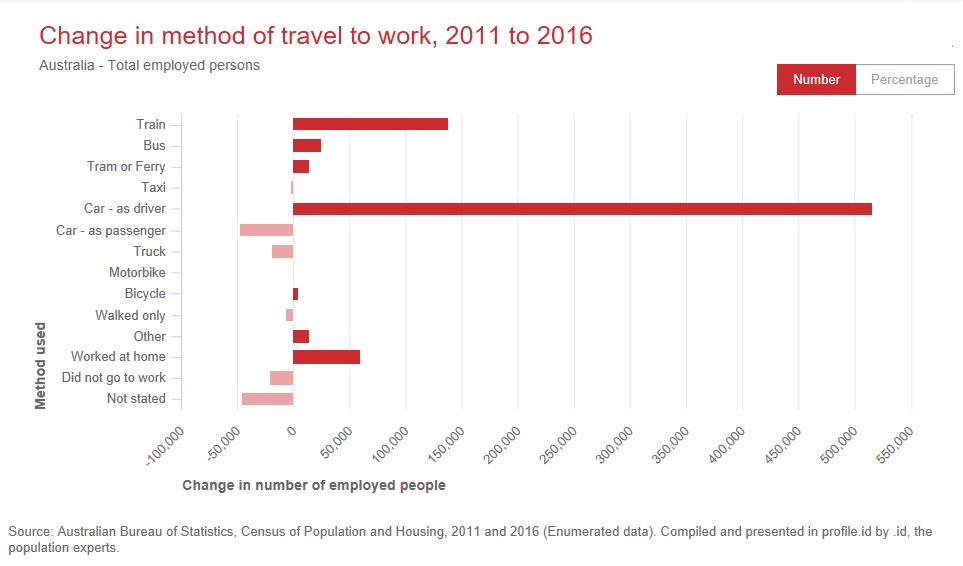 Change in method of travel to work, 2011 to 2016
Australia - Total employed persons
Number
Percentage
Train
Bus
Tram or Ferry
Taxi
Car - as driver
Car - as passenger
Truck
Motorbike
Bicycle
Walked only
Other
Worked at home
Did not go to work
Not stated
Method used
-100,000
-50,000
0
50,000
100,000
150,000
200,000
250,000
300,000
350,000
400,000
450,000
500,000
550,000
Change in number of employed people
Source: Australian Bureau of Statistics, Census of Population and Housing, 2011 and 2016 (Enumerated data). Compiled and presented in profile.id by .id, the
population experts.